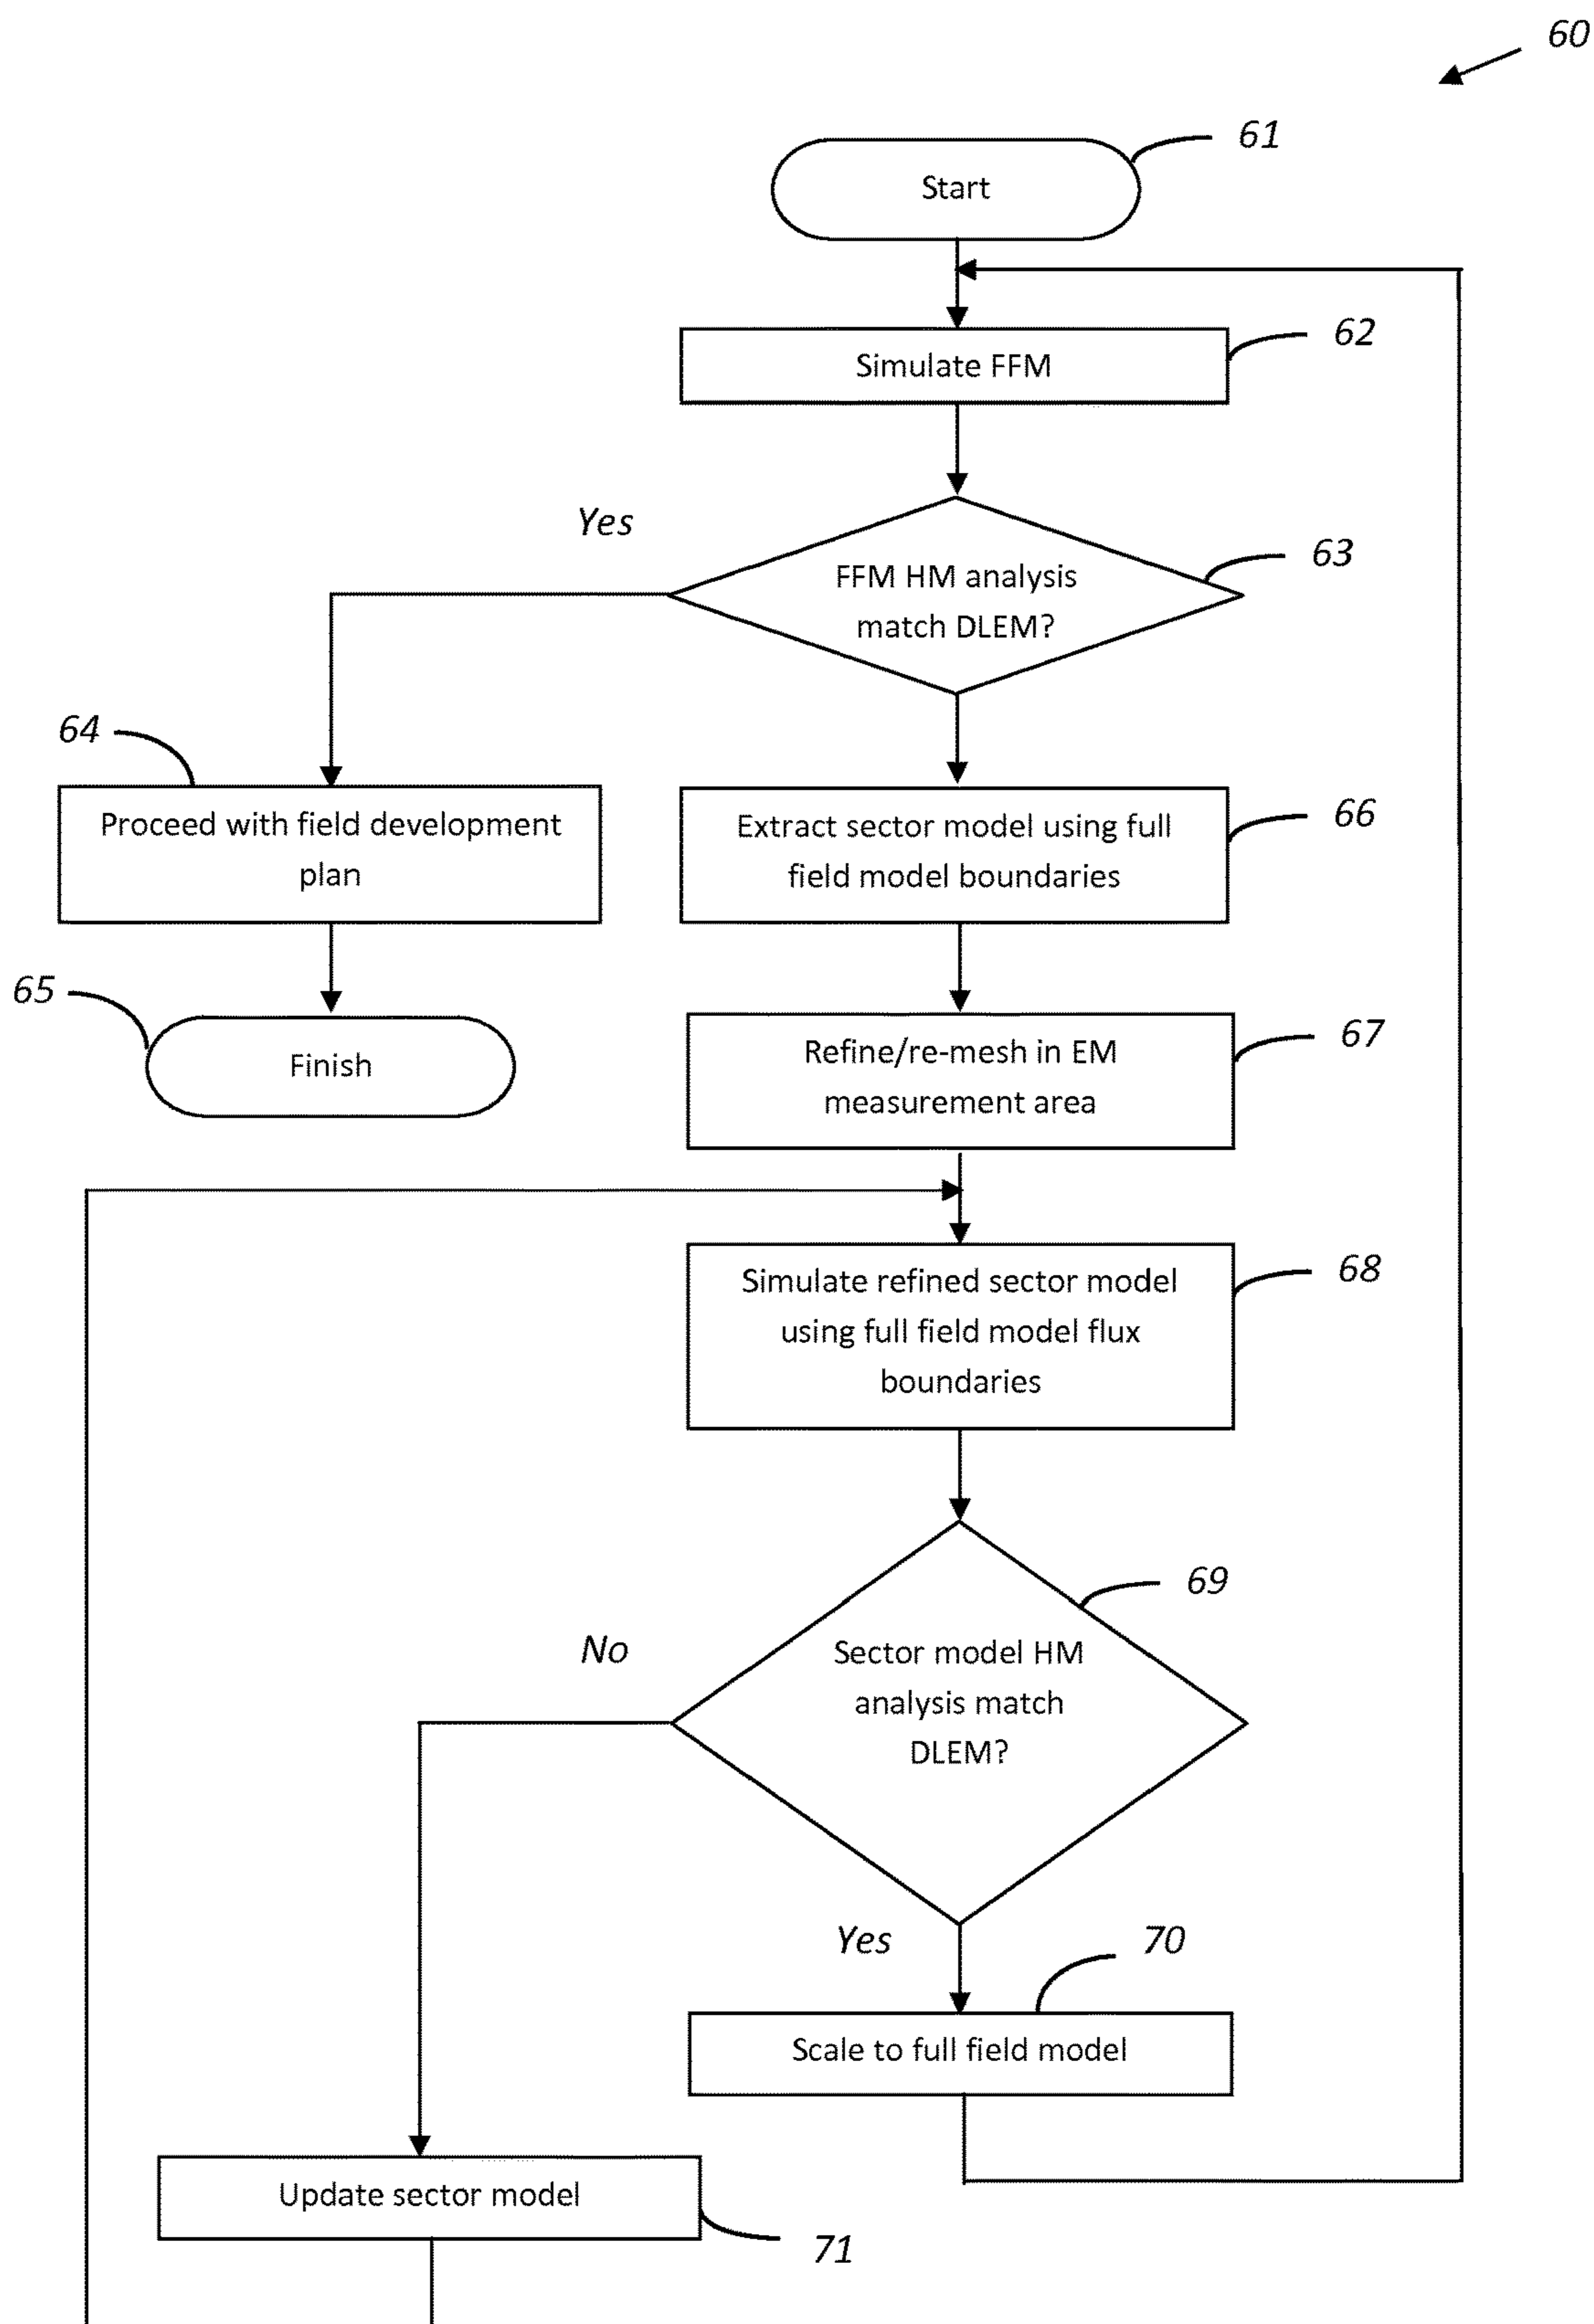 60
61
Start
62
Simulate FFM
Yes
63
FFM HM analysis
match DLEM?
64
Proceed with field development
plan
66
Extract sector model using full
field model boundaries
65
Finish
67
Refine/re-mesh in EM
measurement area
68
Simulate refined sector model
using full field model flux
boundaries
69
No
Sector model HM
analysis match
DLEM?
Yes
70
Scale to full field model
Update sector model
71